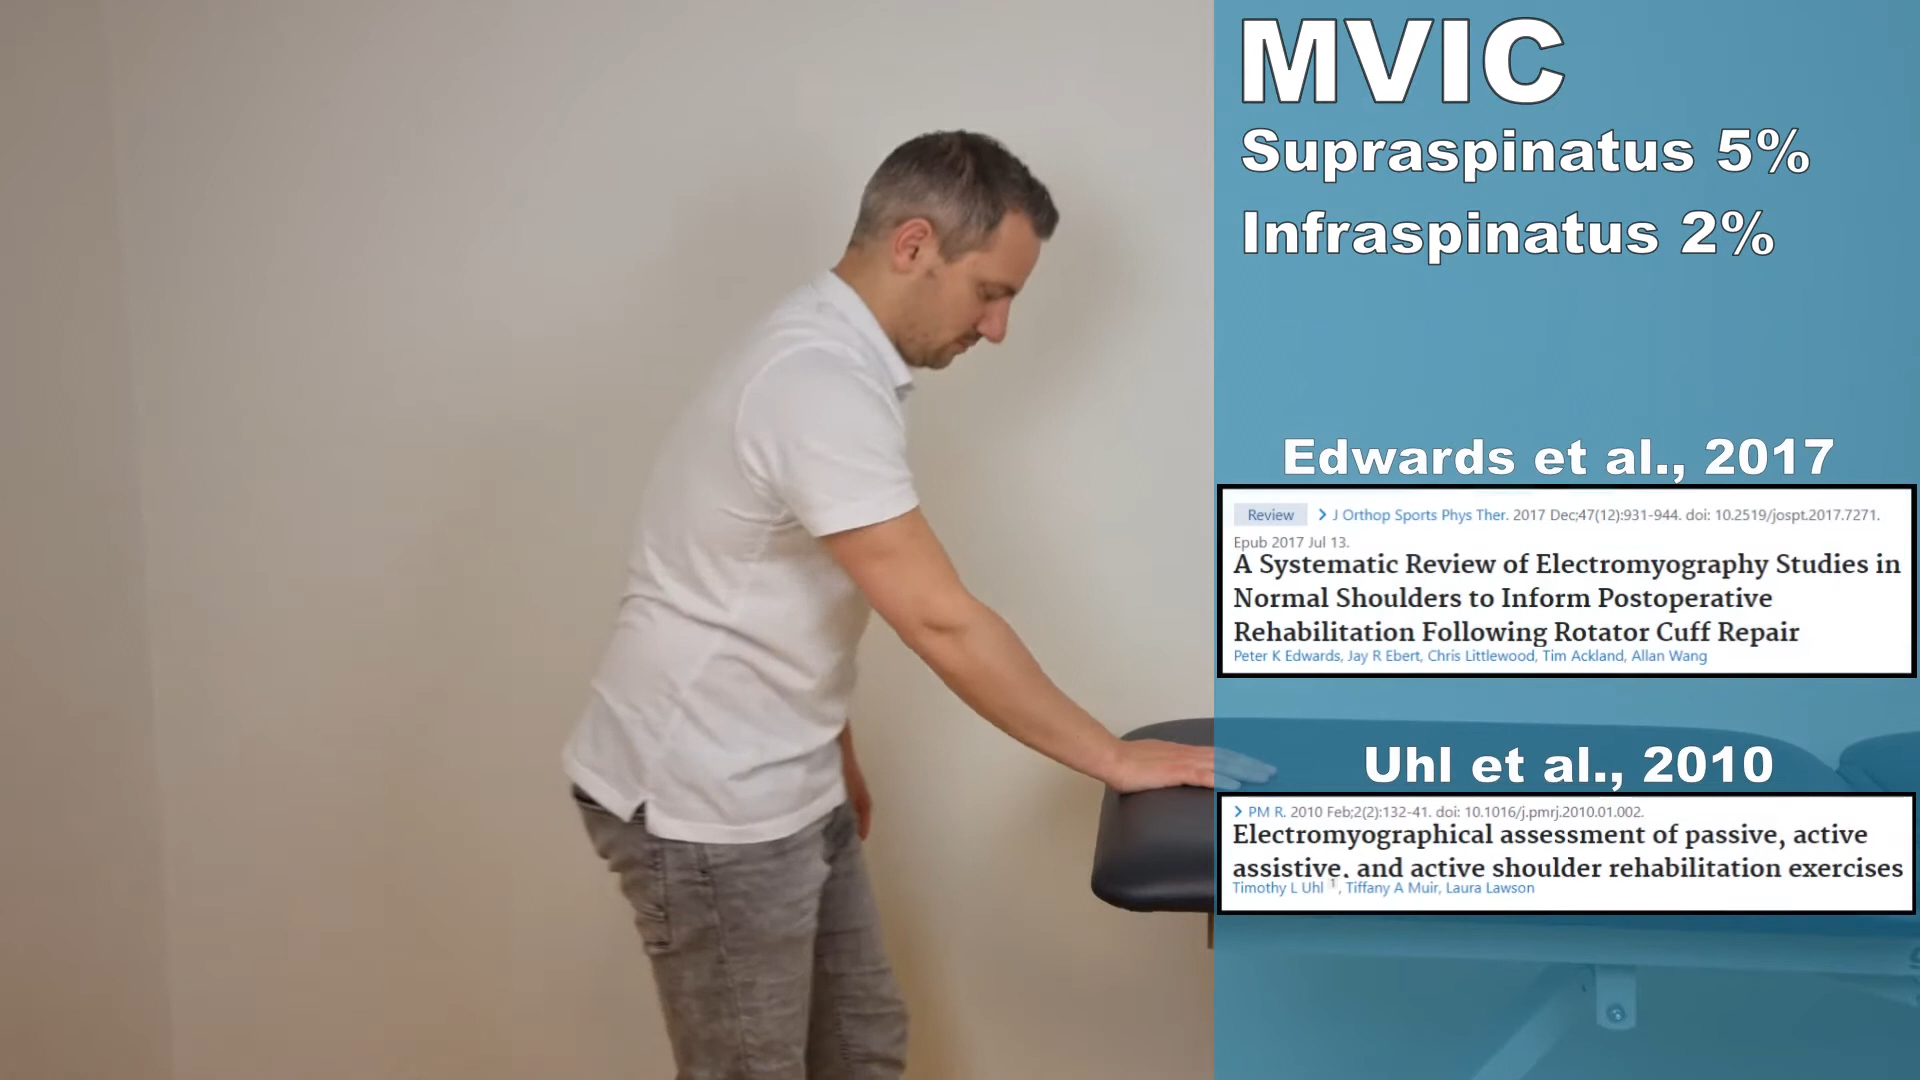 MVIC
Supraspinatus 5%
Infraspinatus 2%
Edwards et al., 2017
Review > J Orthop Sports Phys Ther. 2017 Dec;47(12):931-944. doi: 10.2519/jospt.2017.7271.
Epub 2017 Jul 13.
A Systematic Review of Electromyography Studies in
Normal Shoulders to Inform Postoperative
Rehabilitation Following Rotator Cuff Repair
Peter K Edwards, Jay R Ebert, Chris Littlewood, Tim Ackland, Allan Wang
Uhl et al., 2010
> PM R. 2010 Feb;2(2):132-41. doi: 10.1016/j.pmrj.2010.01.002.
Electromyographical assessment of passive, active
assistive, and active shoulder rehabilitation exercises
Timothy L Uhl 1, Tiffany A Muir, Laura Lawson